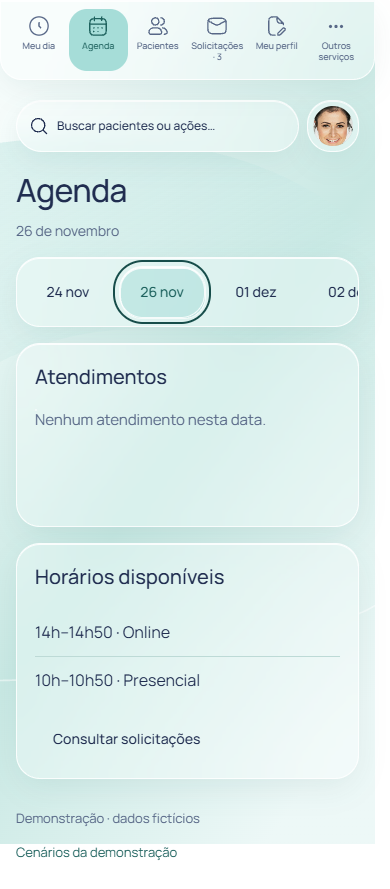 Meu dia
Agenda
Pacientes
Solicitações
· 3
Meu perfil
Outros
serviços
Buscar pacientes ou ações...
Agenda
26 de novembro
24 nov
26 nov
01 dez
02 d
Atendimentos
Nenhum atendimento nesta data.
Horários disponíveis
14h–14h50 · Online
10h–10h50 · Presencial
Consultar solicitações
Demonstração · dados fictícios
Cenários da demonstração